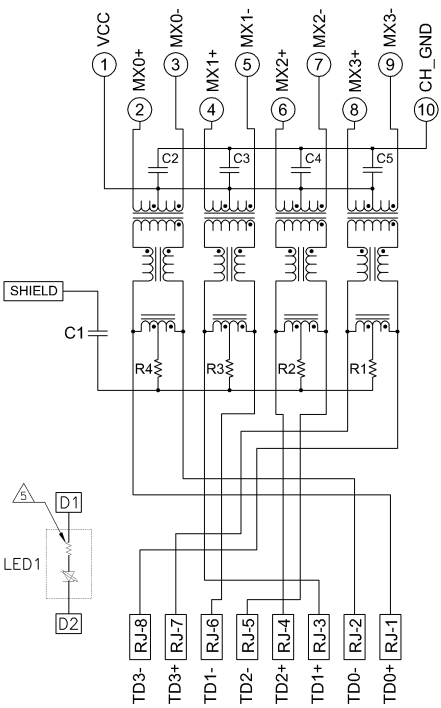 VCC
MX0+
MX0-
MX1+
MX1-
MX2+
MX2-
MX3+
MX3-
CH_GND
1
2
3
4
5
6
7
8
9
10
C2
C3
C4
C5
SHIELD
C1
R4
R3
R2
R1
5
D1
LED1
D2
RJ-8
RJ-7
RJ-6
RJ-5
RJ-4
RJ-3
RJ-2
RJ-1
TD3-
TD3+
TD1-
TD2-
TD2+
TD1+
TD0-
TD0+